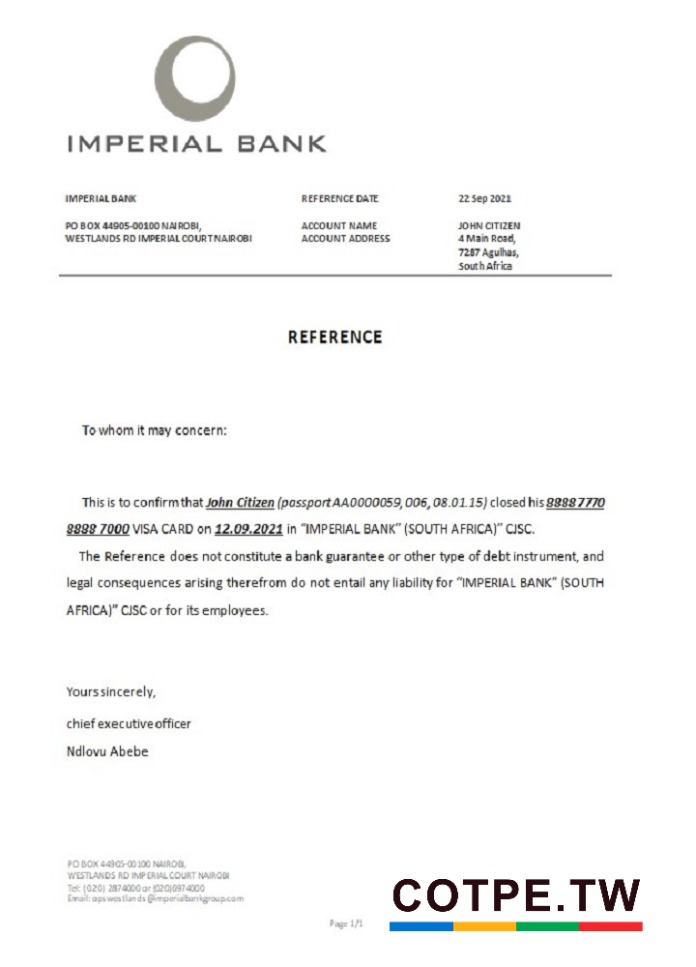 IMPERIAL BANK
IMPERIAL BANK REFERENCE DATE 22 Sep 2021
PO BOX 44905-00100 NAIROBI, ACCOUNT NAME JOHN CITIZEN
WESTLANDS RD IMPERIAL COURT NAIROBI ACCOUNT ADDRESS 4 Main Road,
7287 Agulhas,
South Africa
REFERENCE
To whom it may concern:
This is to confirm that John Citizen (passport AA0000059, 006, 08.01.15) closed his 8888 7770
8888 7000 VISA CARD on 12.09.2021 in “IMPERIAL BANK” (SOUTH AFRICA)” CJSC.
The Reference does not constitute a bank guarantee or other type of debt instrument, and
legal consequences arising therefrom do not entail any liability for “IMPERIAL BANK” (SOUTH
AFRICA)” CJSC or for its employees.
Yours sincerely,
chief executive officer
Ndlovu Abebe
PO BOX 44905-00100 NAIROBI,
WESTLANDS RD IMPERIAL COURT NAIROBI
Tel: (020) 2874000 or (020)6974000
Email: opswestlands@imperialbankgroup.com
Page 1/1
COTPE.TW